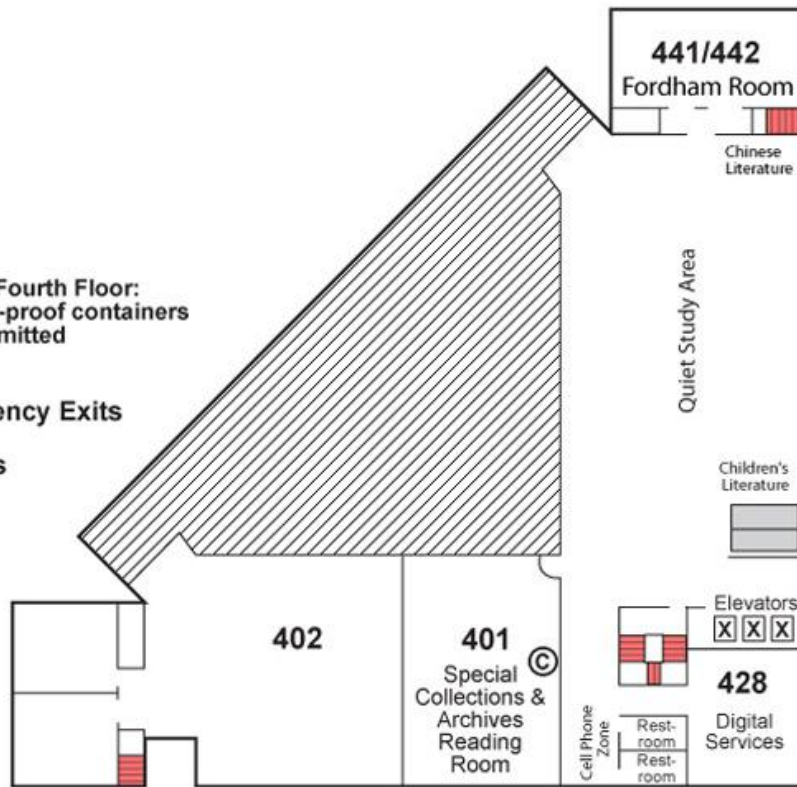 441/442
Fordham Room
Chinese
Literature
Fourth Floor:
-proof containers
mitted
Quiet Study Area
ency Exits
s
Children's
Literature
Elevators
X X X
402
401
C
Special
Collections &
Archives
Reading
Room
428
Digital
Services
Cell Phone
Zone
Rest-
room
Rest-
room